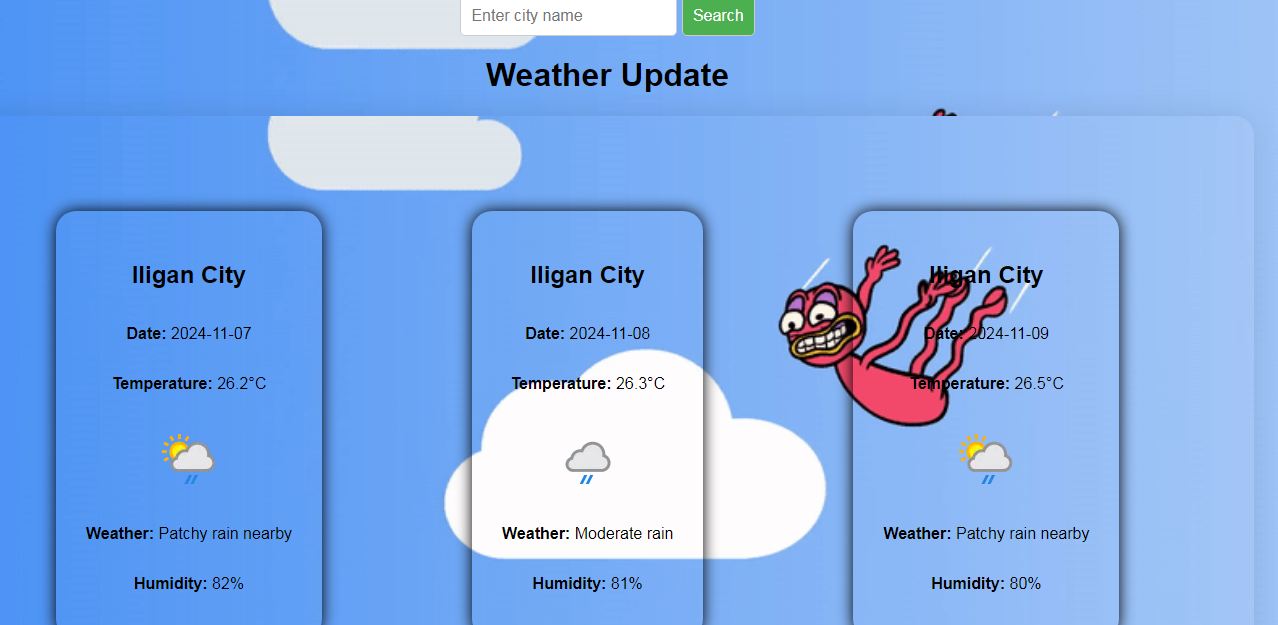 Enter city name
Search
Weather Update
Iligan City
Date: 2024-11-07
Temperature: 26.2°C
Weather: Patchy rain nearby
Humidity: 82%
Iligan City
Date: 2024-11-08
Temperature: 26.3°C
Weather: Moderate rain
Humidity: 81%
Iligan City
Date: 2024-11-09
Temperature: 26.5°C
Weather: Patchy rain nearby
Humidity: 80%